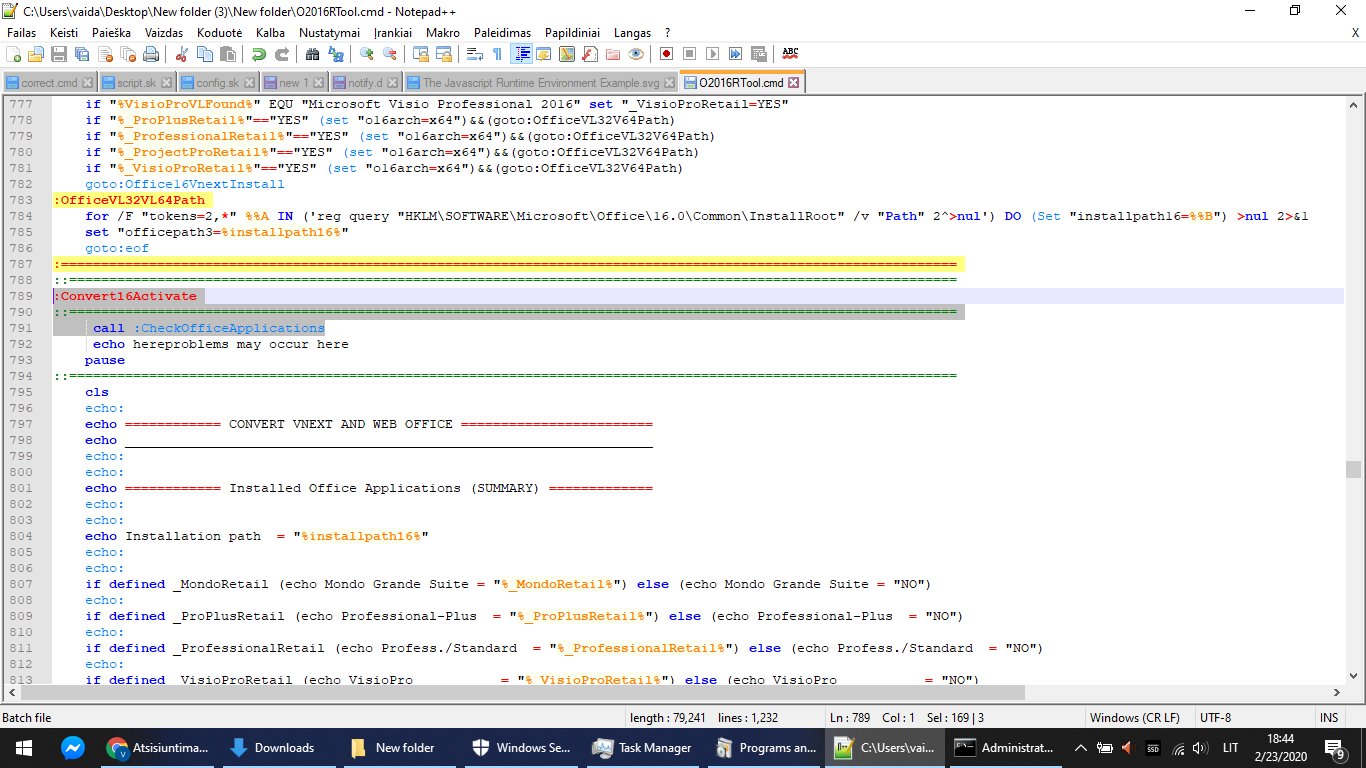 C:\Users\vaida\Desktop\New folder (3)\New folder\O2016RTool.cmd - Notepad++
Failas Keisti Paieška Vaizdas Koduotė Kalba Nustatymai Įrankiai Makro Paleidimas Papildiniai Langas ? X
correct.cmd script.sk config.sk new 1 notify.d The Javascript Runtime Environment Example.svg O2016RTool.cmd
777 if "%VisioProVLFound%" EQU "Microsoft Visio Professional 2016" set "_VisioProRetail=YES"
778 if "%_ProPlusRetail%"=="YES" (set "o16arch=x64")&&(goto:OfficeVL32V64Path)
779 if "%_ProfessionalRetail%"=="YES" (set "o16arch=x64")&&(goto:OfficeVL32V64Path)
780 if "%_ProjectProRetail%"=="YES" (set "o16arch=x64")&&(goto:OfficeVL32V64Path)
781 if "%_VisioProRetail%"=="YES" (set "o16arch=x64")&&(goto:OfficeVL32V64Path)
782 goto:Office16VnextInstall
783 :OfficeVL32VL64Path
784 for /F "tokens=2,*" %%A IN ('reg query "HKLM\SOFTWARE\Microsoft\Office\16.0\Common\InstallRoot" /v "Path" 2^>nul') DO (Set "installpath16=%%B") >nul 2>&1
785 set "officepath3=%installpath16%"
786 goto:eof
787 :===============================================================================================================
788 ::===============================================================================================================
789 :Convert16Activate
790 ::===============================================================================================================
791 call :CheckOfficeApplications
792 echo hereproblems may occur here
793 pause
794 ::===============================================================================================================
795 cls
796 echo:
797 echo ============ CONVERT VNEXT AND WEB OFFICE ========================
798 echo __________________________________________________________________
799 echo:
800 echo:
801 echo ============ Installed Office Applications (SUMMARY) =============
802 echo:
803 echo:
804 echo Installation path  = "%installpath16%"
805 echo:
806 echo:
807 if defined _MondoRetail (echo Mondo Grande Suite = "%_MondoRetail%") else (echo Mondo Grande Suite = "NO")
808 echo:
809 if defined _ProPlusRetail (echo Professional-Plus  = "%_ProPlusRetail%") else (echo Professional-Plus  = "NO")
810 echo:
811 if defined _ProfessionalRetail (echo Profess./Standard  = "%_ProfessionalRetail%") else (echo Profess./Standard  = "NO")
812 echo:
813 if defined _VisioProRetail (echo VisioPro           = "%_VisioProRetail%") else (echo VisioPro           = "NO")
Batch file length : 79,241 lines : 1,232 Ln : 789 Col : 1 Sel : 169 | 3 Windows (CR LF) UTF-8 INS
Atsisiuntima... Downloads New folder Windows Se... Task Manager Programs an... C:\Users\vai... Administrat... SSD LIT 18:44
2/23/2020 9